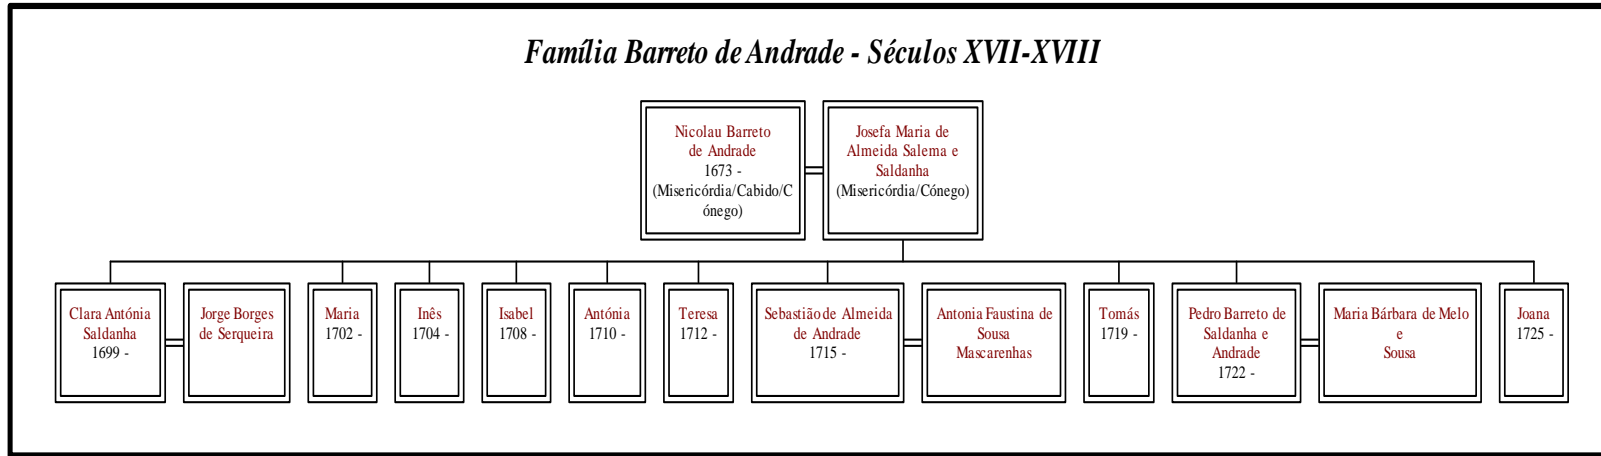 Família Barreto de Andrade - Séculos XVII-XVIII
Nicolau Barreto
de Andrade
1673 -
(Misericórdia/Cabido/C
ónego)
Josefa Maria de
Almeida Salema e
Saldanha
(Misericórdia/Cónego)
Clara Antónia
Saldanha
1699 -
Jorge Borges
de Serqueira
Maria
1702 -
Inês
1704 -
Isabel
1708 -
Antónia
1710 -
Teresa
1712 -
Sebastião de Almeida
de Andrade
1715 -
Antonia Faustina de
Sousa
Mascarenhas
Tomás
1719 -
Pedro Barreto de
Saldanha e
Andrade
1722 -
Maria Bárbara de Melo
e
Sousa
Joana
1725 -